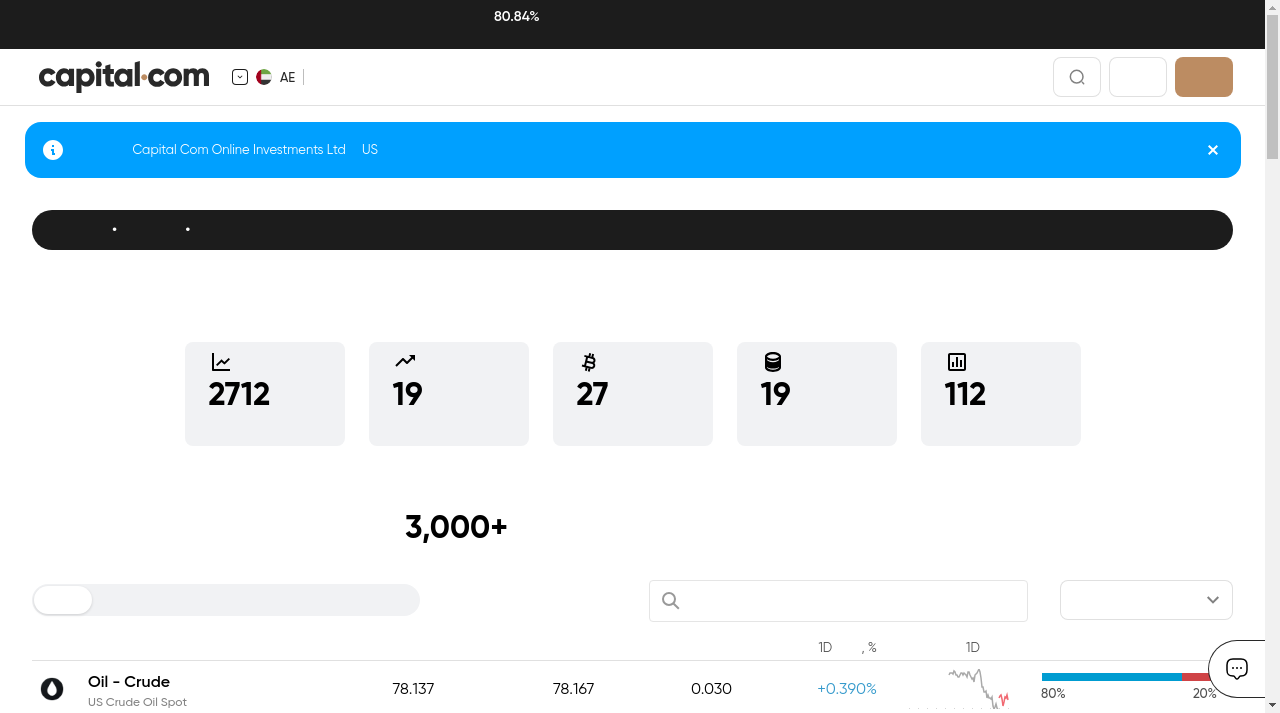 80.84%
capital.com
AE
Capital Com Online Investments Ltd US
2712
19
27
19
112
3,000+
1D , % 1D
Oil - Crude 78.137 78.167 0.030 +0.390%
US Crude Oil Spot 80% 20%